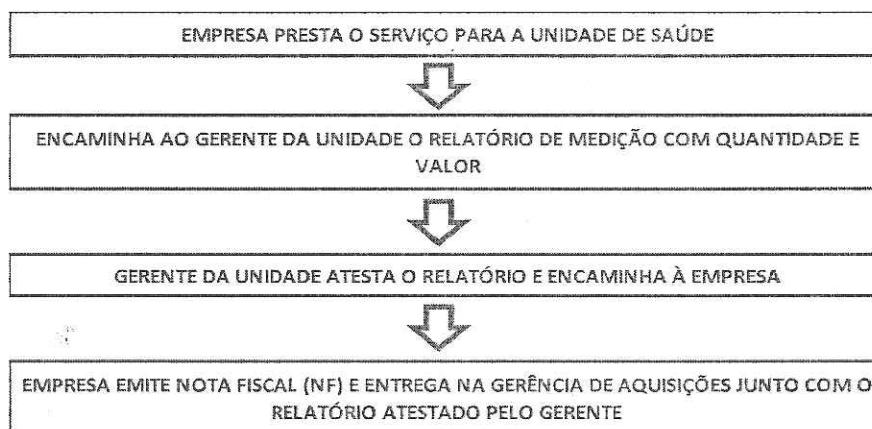 EMPRESA PRESTA O SERVIÇO PARA A UNIDADE DE SAÚDE
ENCAMINHA AO GERENTE DA UNIDADE O RELATÓRIO DE MEDIÇÃO COM QUANTIDADE E
VALOR
GERENTE DA UNIDADE ATESTA O RELATÓRIO E ENCAMINHA À EMPRESA
EMPRESA EMITE NOTA FISCAL (NF) E ENTREGA NA GERÊNCIA DE AQUISIÇÕES JUNTO COM O
RELATÓRIO ATESTADO PELO GERENTE